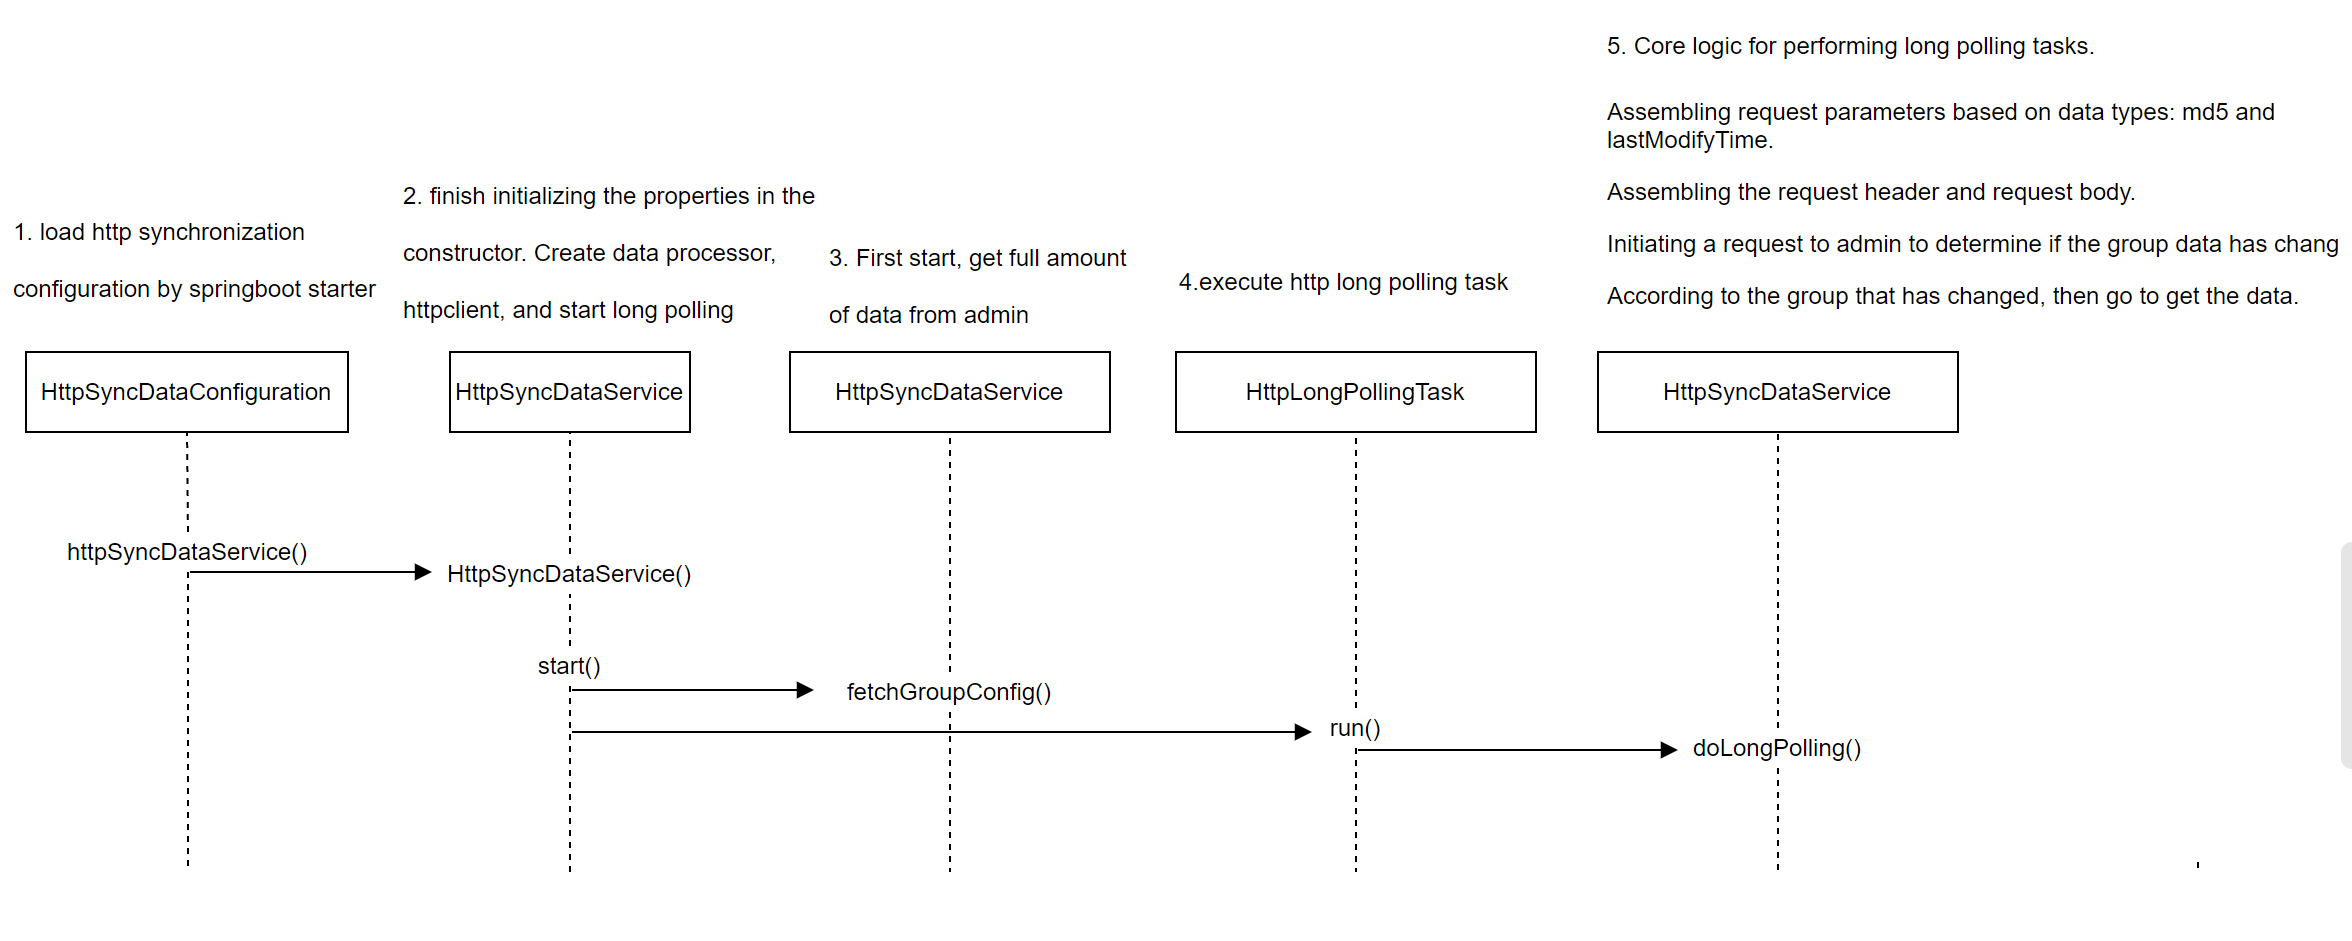 5. Core logic for performing long polling tasks.
Assembling request parameters based on data types: md5 and
lastModifyTime.
Assembling the request header and request body.
Initiating a request to admin to determine if the group data has chang
According to the group that has changed, then go to get the data.
2. finish initializing the properties in the
constructor. Create data processor,
httpclient, and start long polling
1. load http synchronization
configuration by springboot starter
3. First start, get full amount
of data from admin
4.execute http long polling task
HttpSyncDataConfiguration
HttpSyncDataService
HttpSyncDataService
HttpLongPollingTask
HttpSyncDataService
httpSyncDataService()
HttpSyncDataService()
start()
fetchGroupConfig()
run()
doLongPolling()